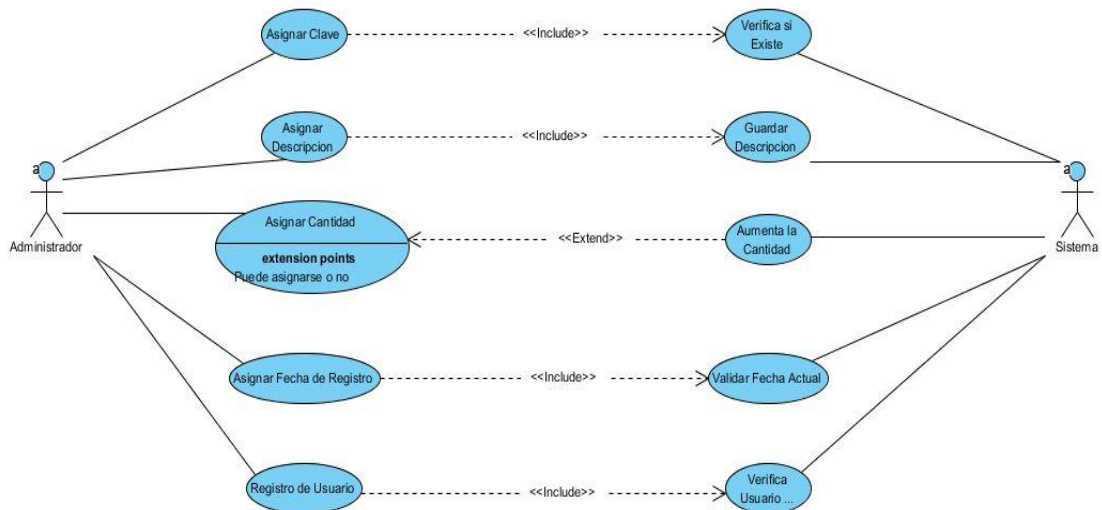 Asignar Clave
<<Include>>
Verifica si
Existe
Asignar
Descripcion
<<Include>>
Guardar
Descripcion
a
Administrador
a
Sistema
Asignar Cantidad
extension points
Puede asignarse o no
<<Extend>>
Aumenta la
Cantidad
Asignar Fecha de Registro
<<Include>>
Validar Fecha Actual
Registro de Usuario
<<Include>>
Verifica
Usuario ...